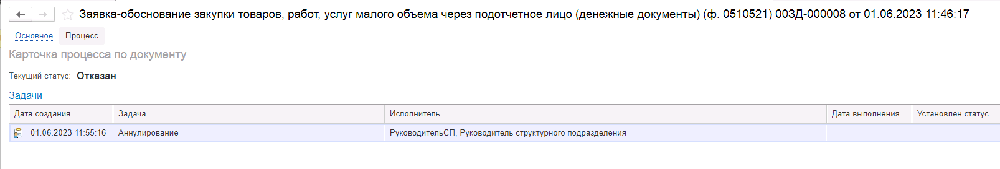 Заявка-обоснование закупки товаров, работ, услуг малого объема через подотчетное лицо (денежные документы) (ф. 0510521) 00ЗД-000008 от 01.06.2023 11:46:17
Основное Процесс
Карточка процесса по документу
Текущий статус: Отказан
Задачи
Дата создания Задача Исполнитель Дата выполнения Установлен статус
01.06.2023 11:55:16 Аннулирование РуководительСП, Руководитель структурного подразделения